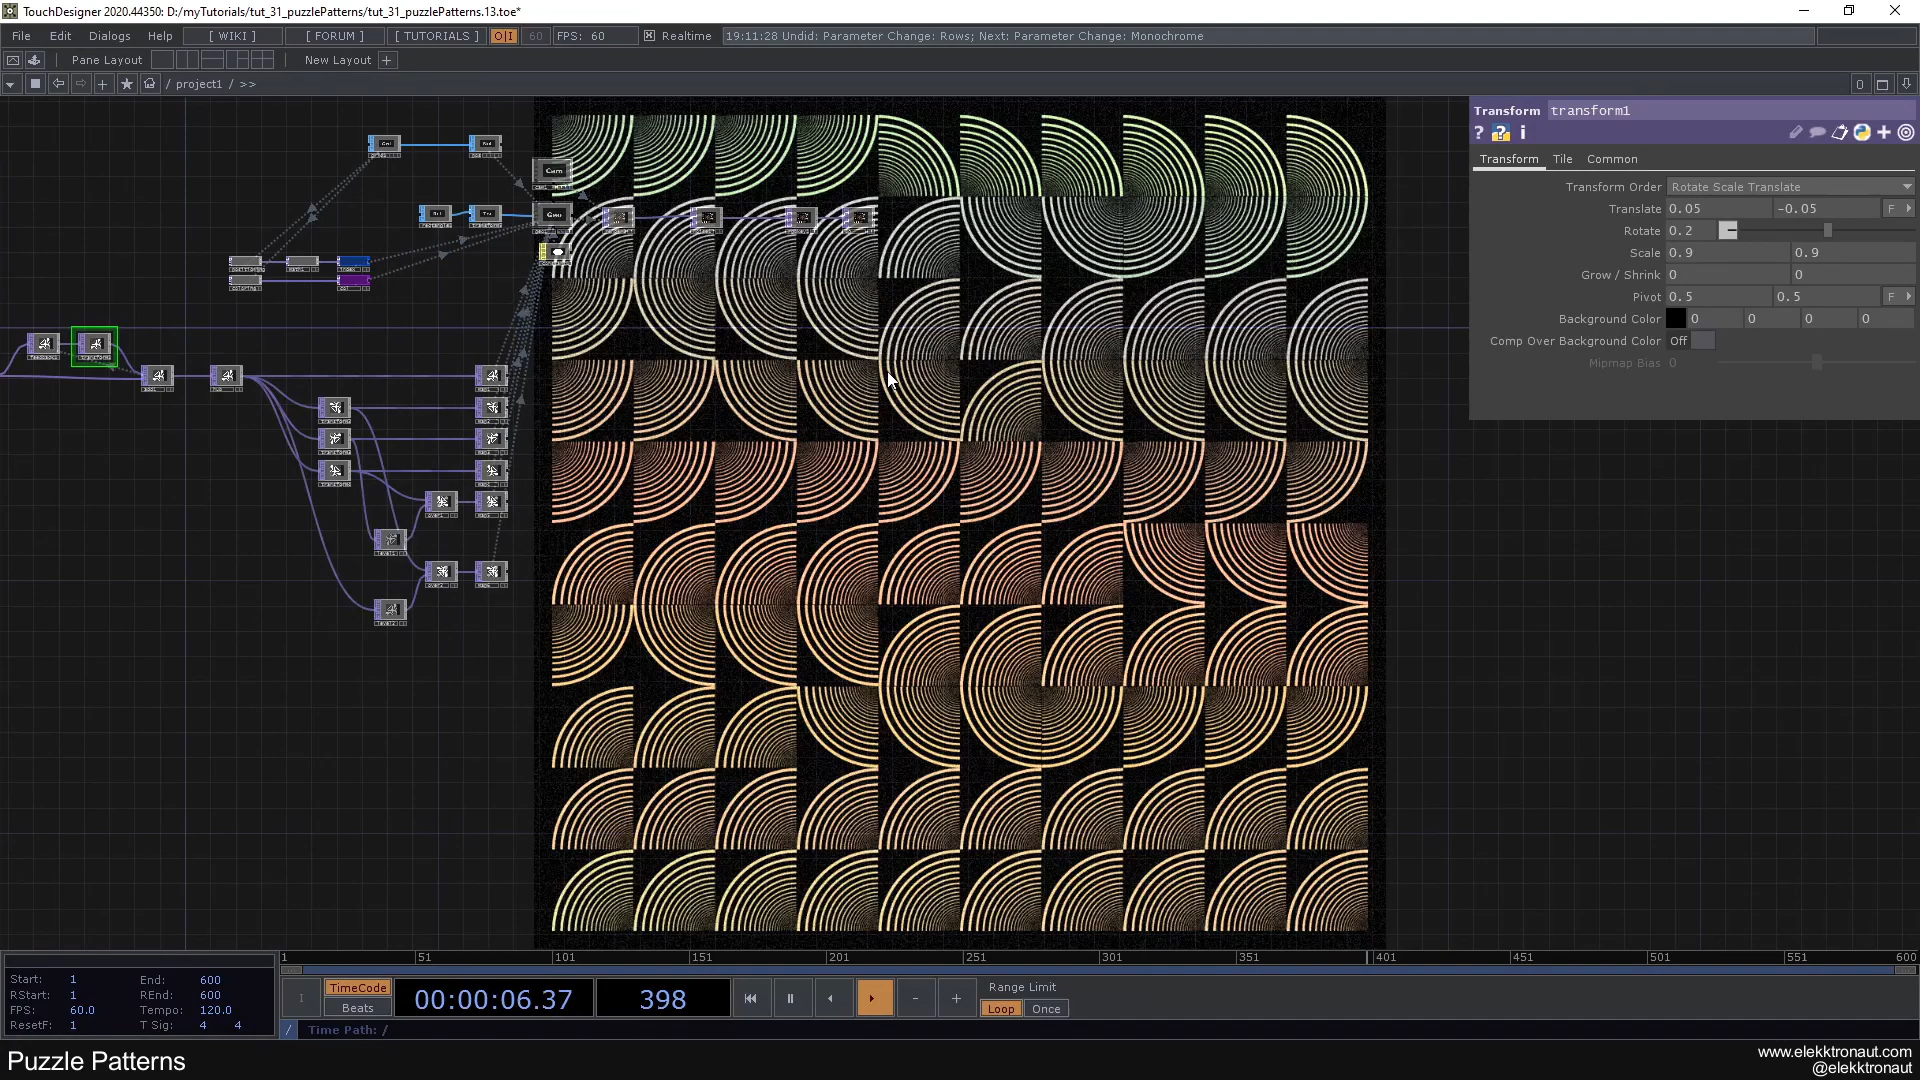 TouchDesigner 2020.44350: D:/myTutorials/tut_31_puzzlePatterns/tut_31_puzzlePatterns.13.toe*
File Edit Dialogs Help [ WIKI ] [ FORUM ] [ TUTORIALS ] O|I 60 FPS: 60 Realtime 19:11:28 Undid: Parameter Change: Rows; Next: Parameter Change: Monochrome
Pane Layout New Layout +
/ project1 / >> 0
Transform transform1
? ? i
Transform Tile Common
Transform Order Rotate Scale Translate
Translate 0.05 -0.05 F
Rotate 0.2
Scale 0.9 0.9
Grow / Shrink 0 0
Pivot 0.5 0.5 F
Background Color 0 0 0 0
Comp Over Background Color Off
Mipmap Bias 0
Cam
Geo
1 51 101 151 201 251 301 351 401 451 501 551 600
Start: 1 End: 600
RStart: 1 REnd: 600
FPS: 60.0 Tempo: 120.0
ResetF: 1 T Sig: 4 4
TimeCode
Beats
00:00:06.37
398
Range Limit
Loop Once
/ Time Path: /
Puzzle Patterns
www.elekktronaut.com
@elekktronaut